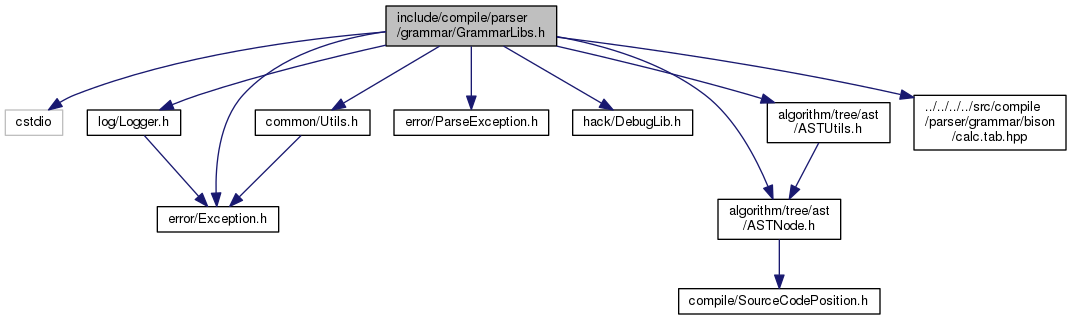 include/compile/parser
/grammar/GrammarLibs.h
cstdio
log/Logger.h
common/Utils.h
error/ParseException.h
hack/DebugLib.h
algorithm/tree/ast
/ASTUtils.h
../../../../src/compile
/parser/grammar/bison
/calc.tab.hpp
error/Exception.h
algorithm/tree/ast
/ASTNode.h
compile/SourceCodePosition.h